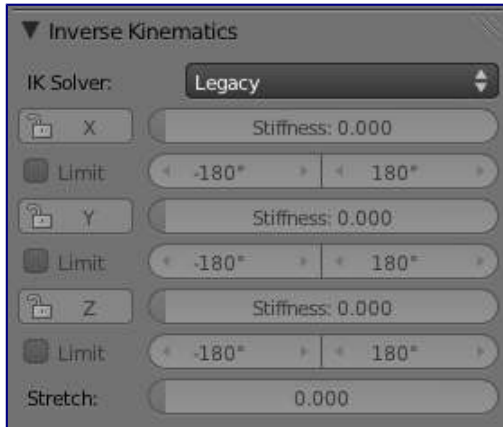 Inverse Kinematics
IK Solver: Legacy
X Stiffness: 0.000
Limit -180° 180°
Y Stiffness: 0.000
Limit -180° 180°
Z Stiffness: 0.000
Limit -180° 180°
Stretch: 0.000